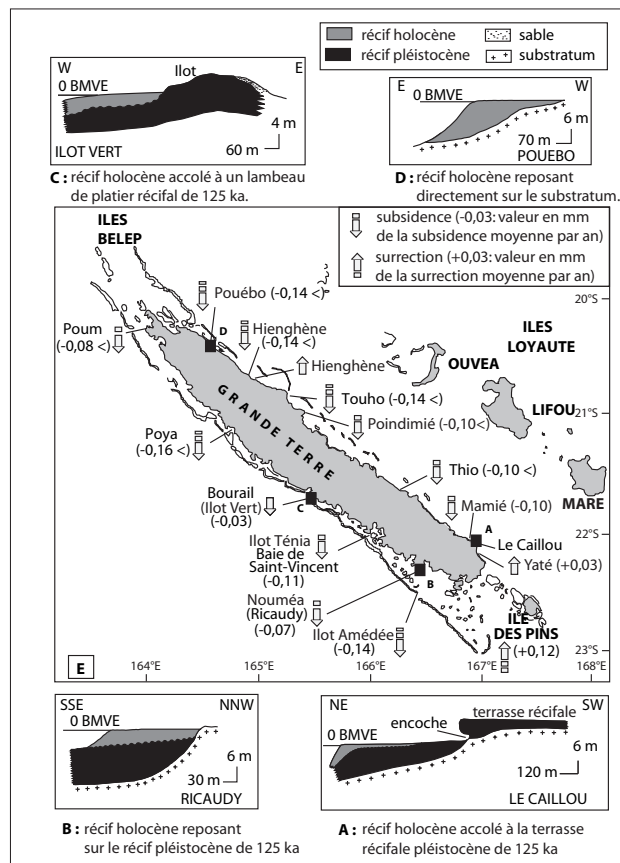 récif holocène
sable
récif pléistocène
substratum
W
Ilot
E
0 BMVE
4 m
60 m
ILOT VERT
C : récif holocène accolé à un lambeau
de platier récifal de 125 ka.
E
W
0 BMVE
6 m
70 m
POUEBO
D : récif holocène reposant
directement sur le substratum.
ILES
BELEP
subsidence (-0,03: valeur en mm
de la subsidence moyenne par an)
surrection (+0,03: valeur en mm
de la surrection moyenne par an)
20°S
Pouébo (-0,14 <)
D
Poum
(-0,08 <)
Hienghène
(-0,14 <)
Hienghène
ILES
LOYAUTE
OUVEA
Touho (-0,14 <)
LIFOU
21°S
Poindimié (-0,10<)
GRANDE TERRE
Poya
(-0,16 <)
Thio (-0,10 <)
MARE
Bourail
(Ilot Vert)
(-0,03)
C
Mamié (-0,10)
A
Le Caillou
22°S
Ilot Ténia
Baie de
Saint-Vincent
(-0,11)
B
Yaté (+0,03)
Nouméa
(Ricaudy)
(-0,07)
Ilot Amédée
(-0,14)
ILE
DES PINS
(+0,12)
23°S
E
164°E
165°E
166°E
167°E
168°E
SSE
NNW
0 BMVE
6 m
30 m
RICAUDY
B : récif holocène reposant
sur le récif pléistocène de 125 ka
NE
SW
terrasse récifale
encoche
0 BMVE
6 m
120 m
LE CAILLOU
A : récif holocène accolé à la terrasse
récifale pléistocène de 125 ka